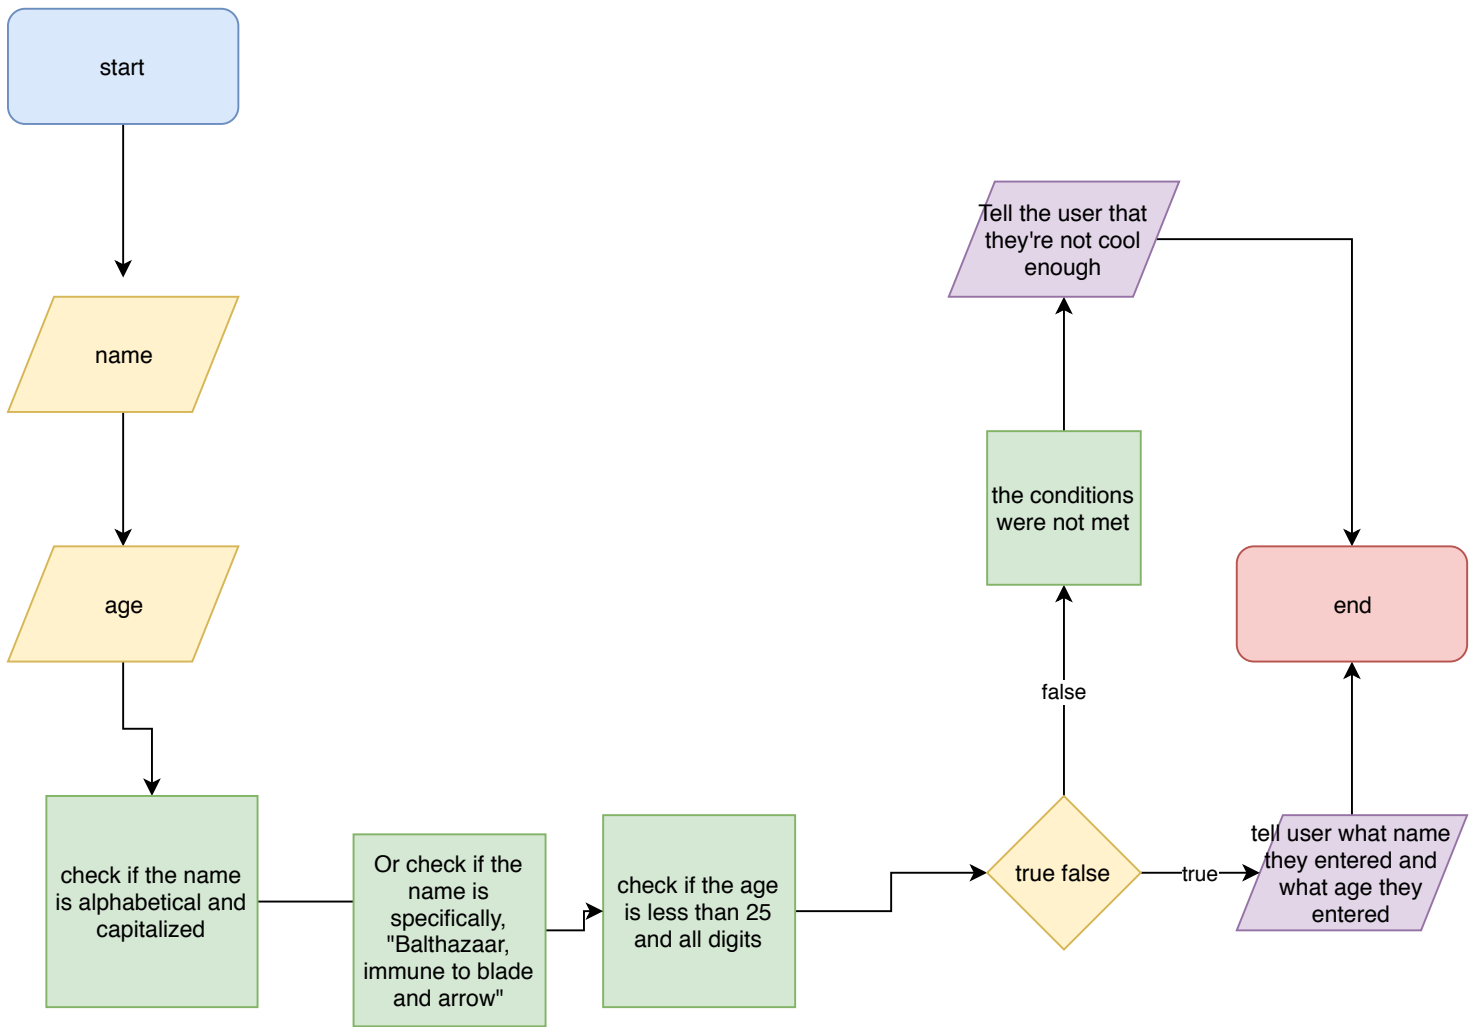 start
name
age
check if the name
is alphabetical and
capitalized
Or check if the
name is
specifically,
"Balthazaar,
immune to blade
and arrow"
check if the age
is less than 25
and all digits
true false
false
the conditions
were not met
Tell the user that
they're not cool
enough
true
tell user what name
they entered and
what age they
entered
end